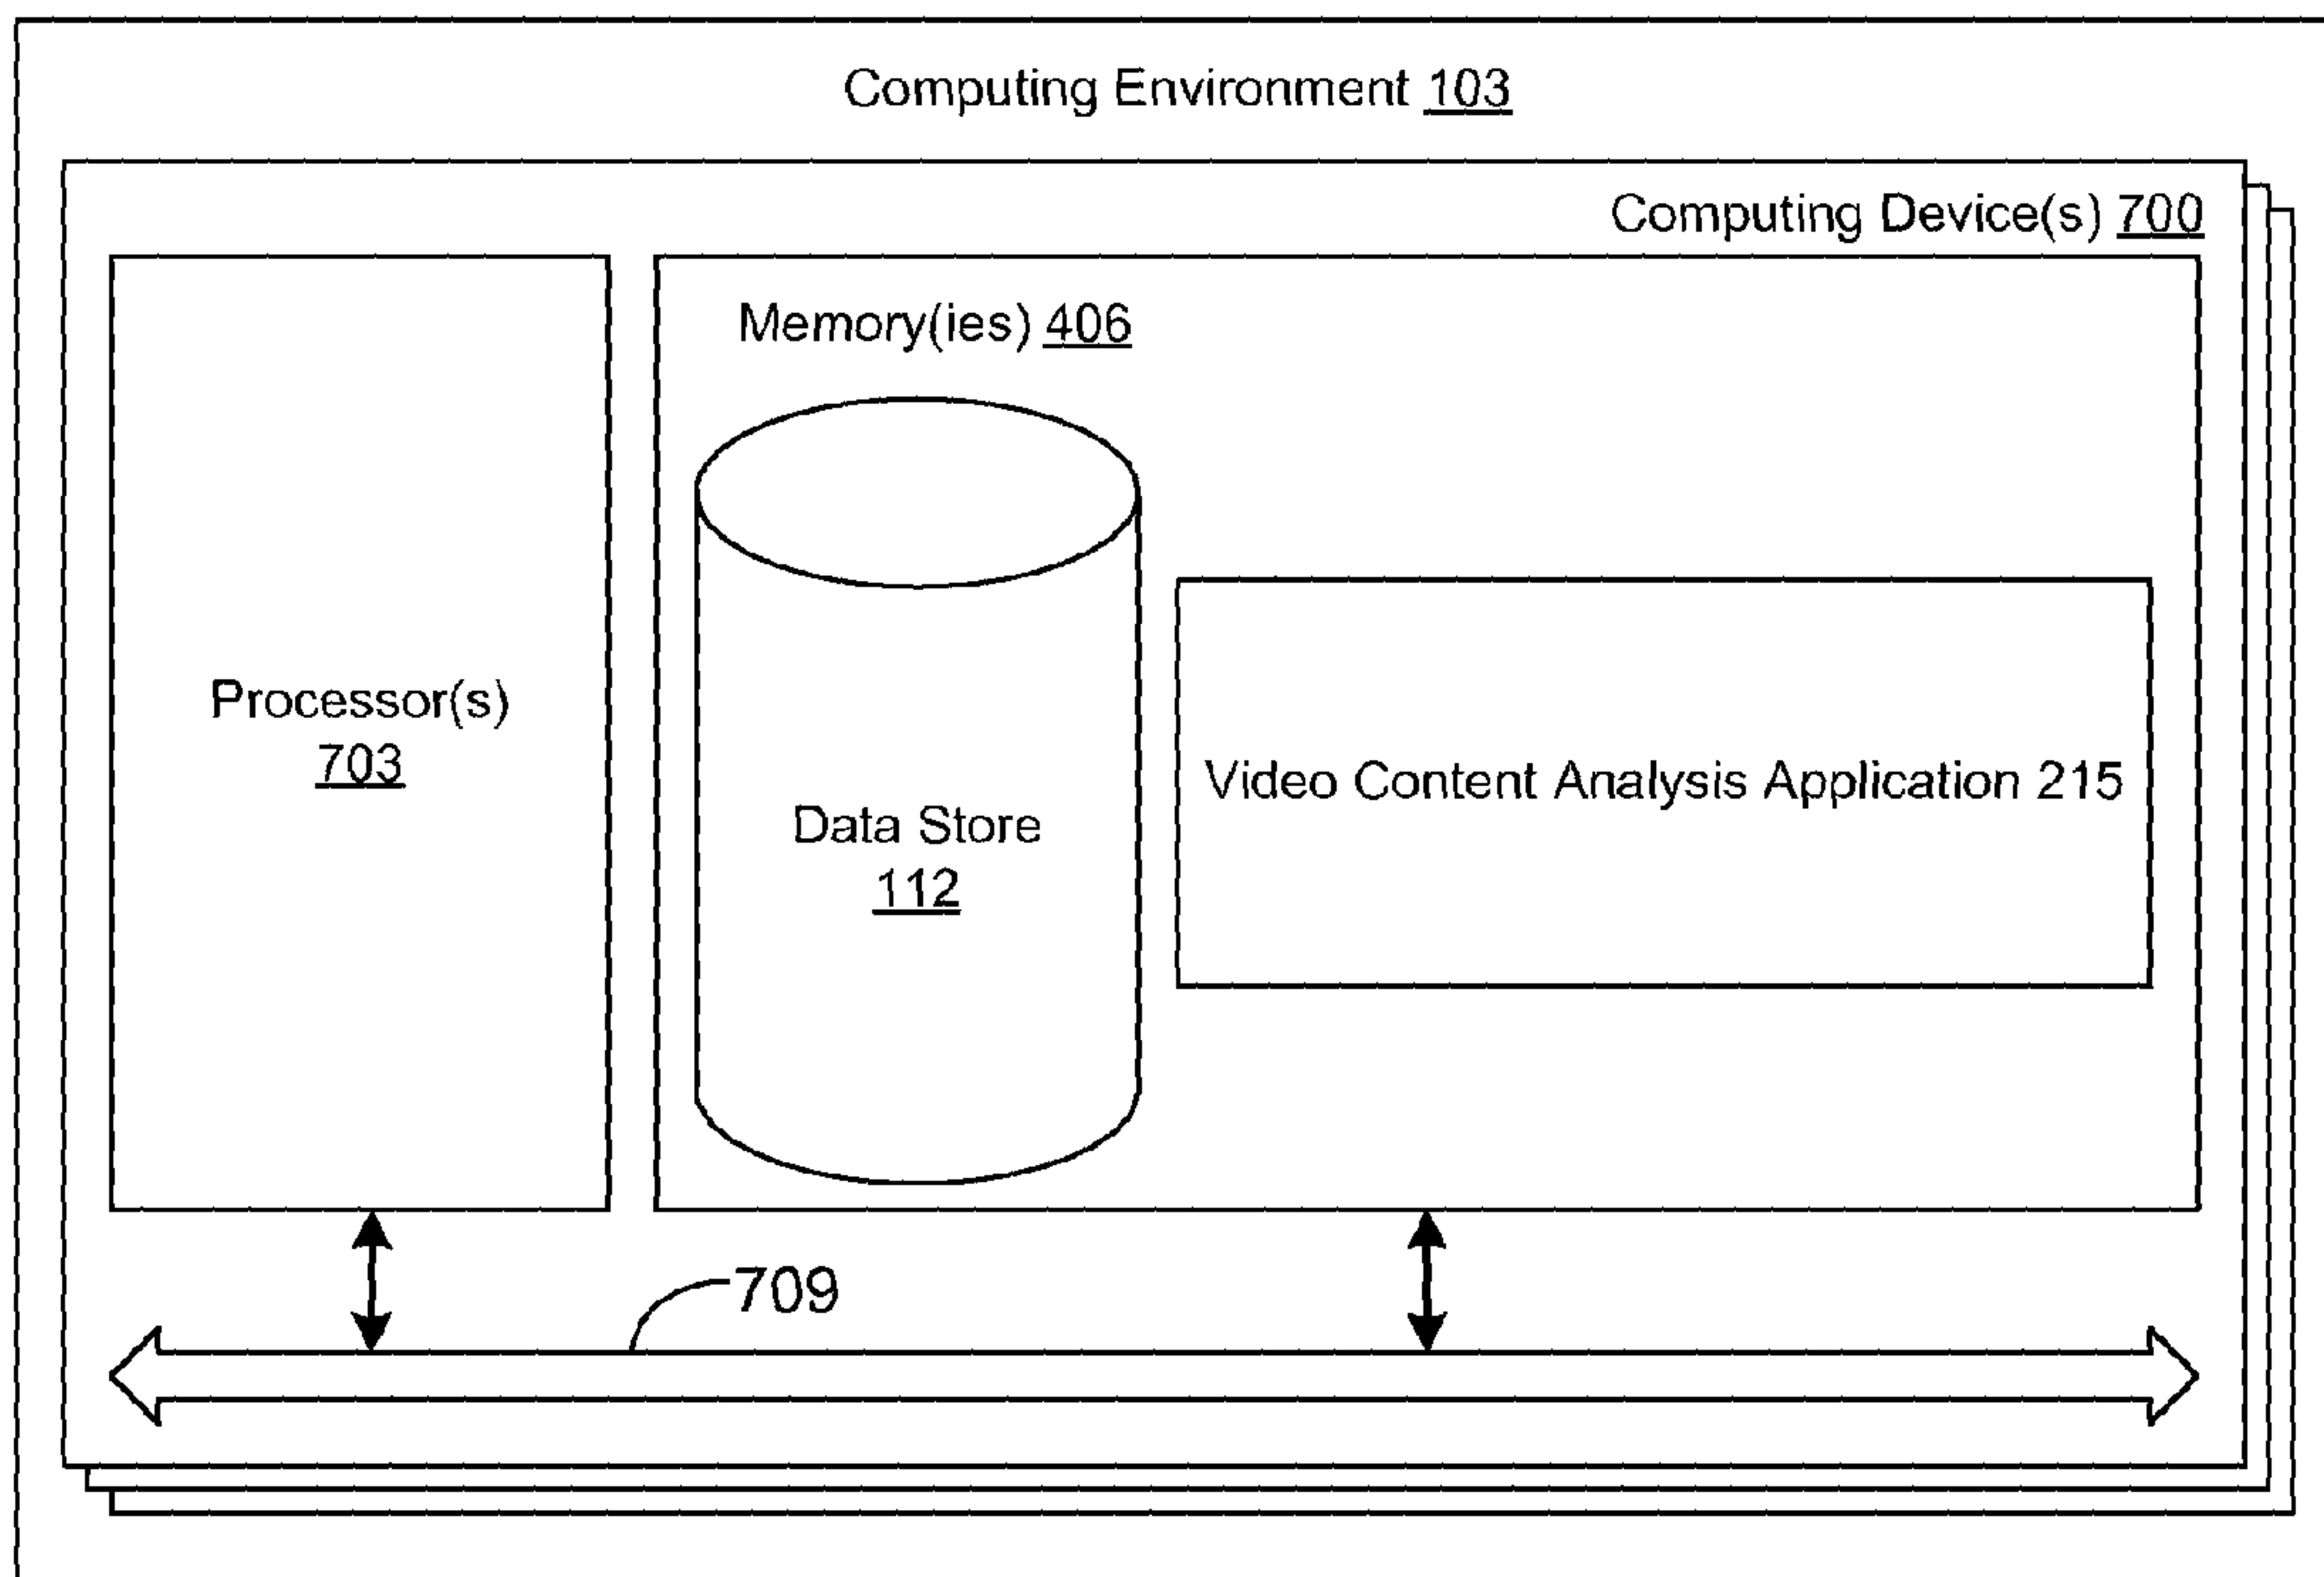 Computing Environment 103
Computing Device(s) 700
Memory(ies) 406
Processor(s)
703
Data Store
112
Video Content Analysis Application 215
709